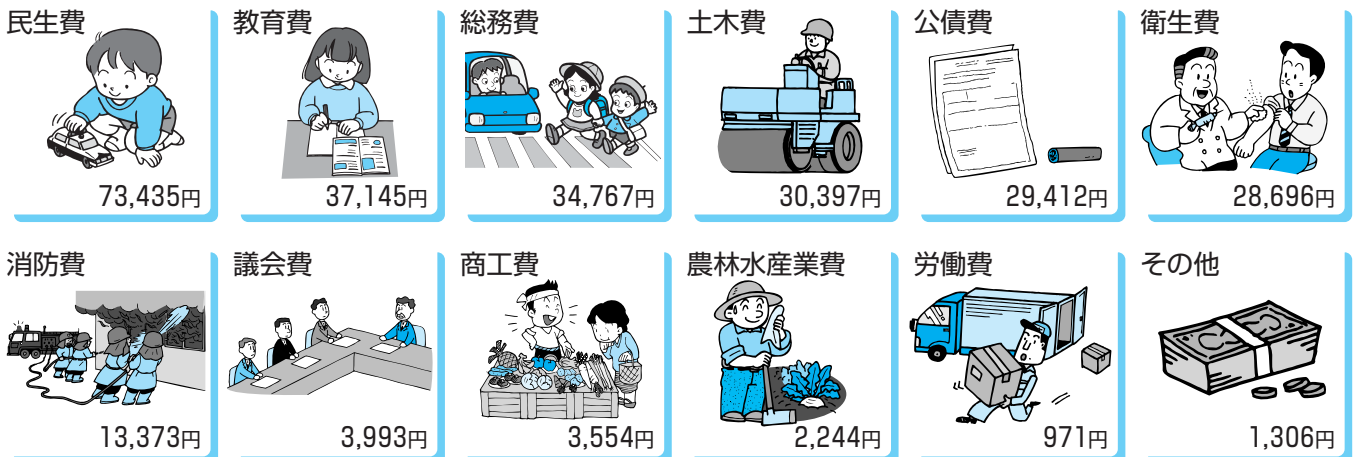 民生費
73,435円
教育費
37,145円
総務費
34,767円
土木費
30,397円
公債費
29,412円
衛生費
28,696円
消防費
13,373円
議会費
3,993円
商工費
3,554円
農林水産業費
2,244円
労働費
971円
その他
1,306円